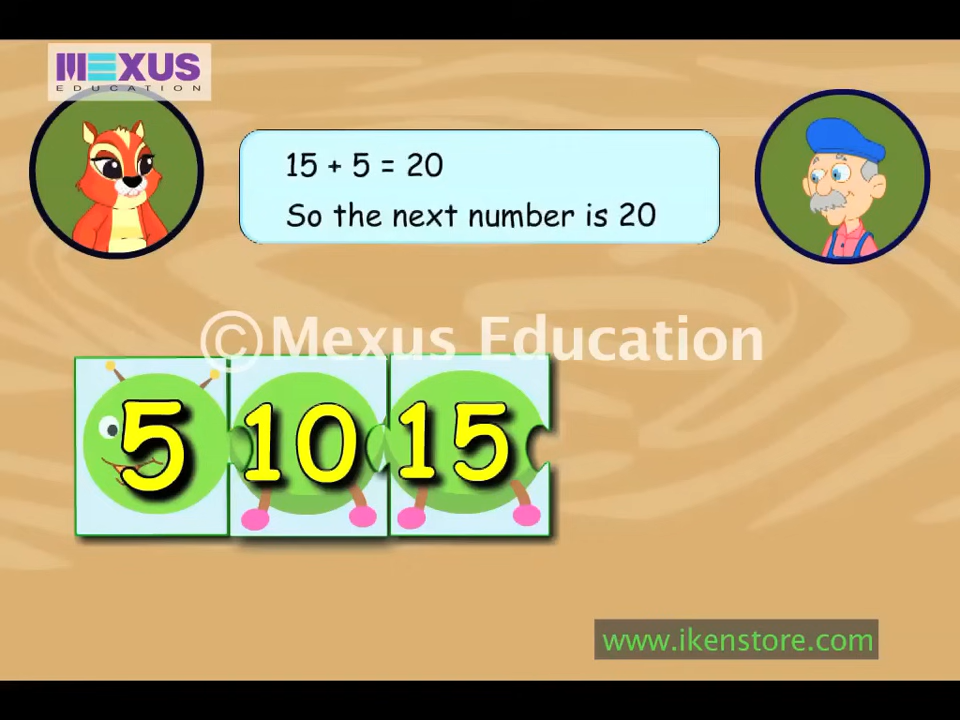 MEXUS
EDUCATION
15 + 5 = 20
So the next number is 20
©Mexus Education
5 10 15
www.ikenstore.com